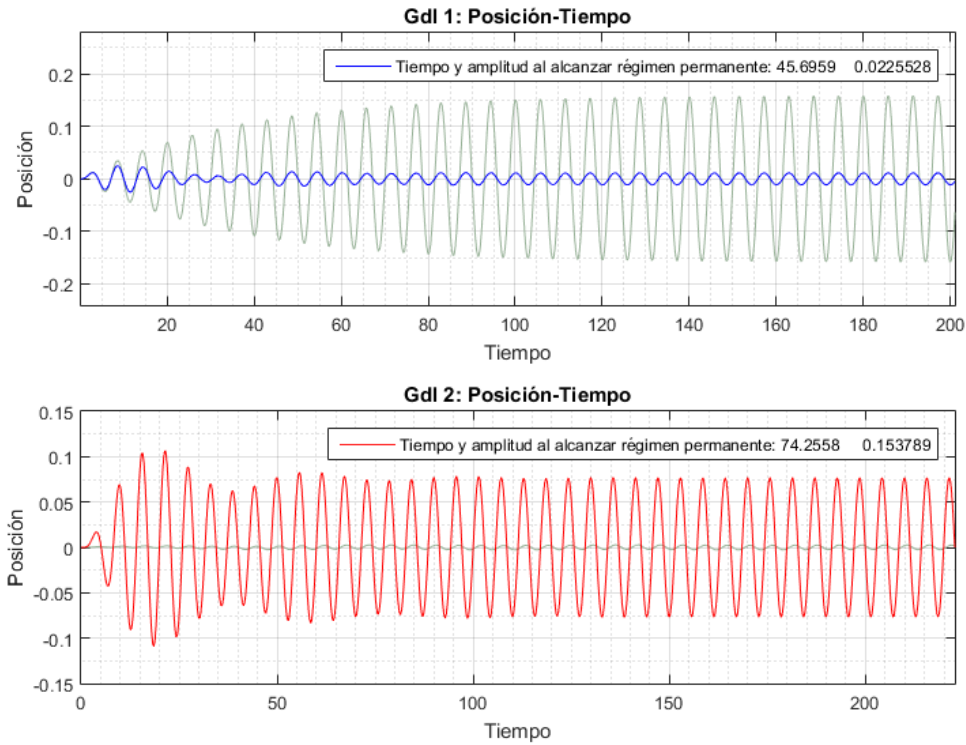 Gdl 1: Posición-Tiempo
Tiempo y amplitud al alcanzar régimen permanente: 45.6959 0.0225528
0.2
0.1
0
-0.1
-0.2
Posición
20 40 60 80 100 120 140 160 180 200
Tiempo
Gdl 2: Posición-Tiempo
Tiempo y amplitud al alcanzar régimen permanente: 74.2558 0.153789
0.15
0.1
0.05
0
-0.05
-0.1
-0.15
Posición
0 50 100 150 200
Tiempo